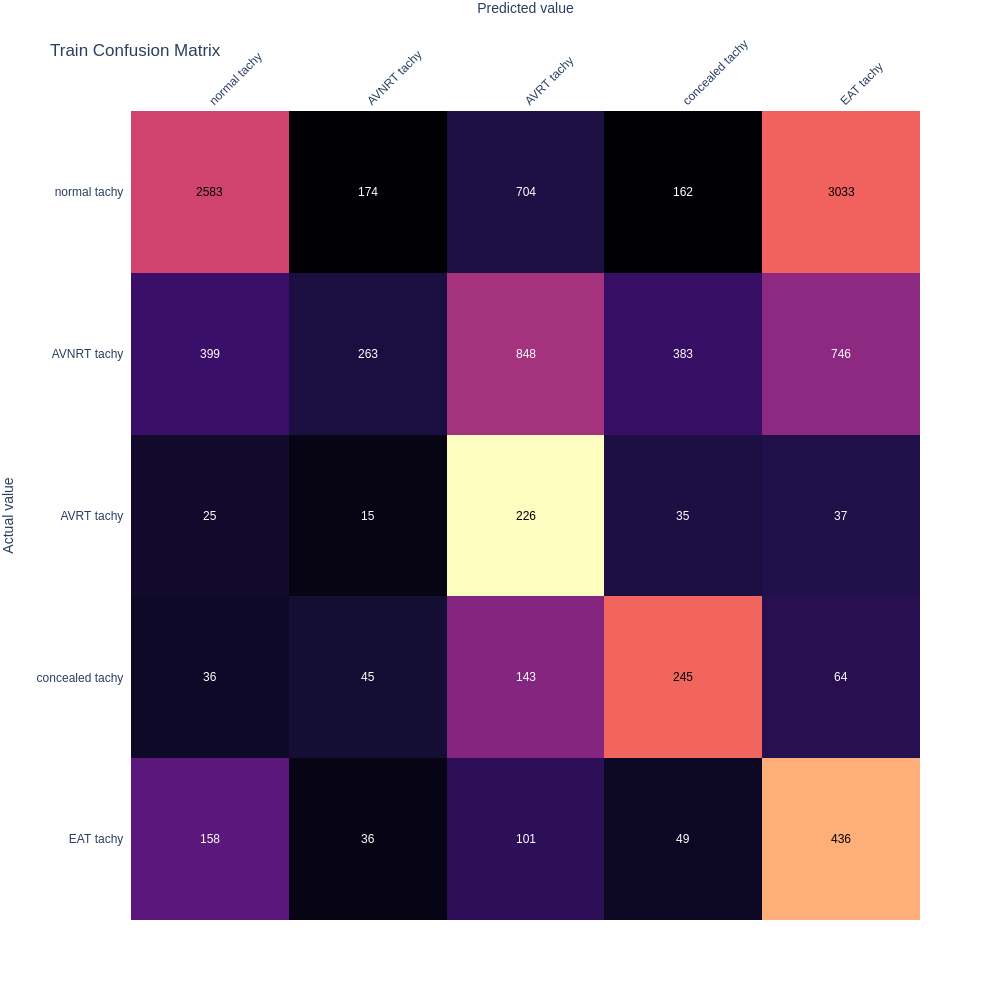 Predicted value
Train Confusion Matrix
normal tachy
AVNRT tachy
AVRT tachy
concealed tachy
EAT tachy
normal tachy 2583 174 704 162 3033
AVNRT tachy 399 263 848 383 746
AVRT tachy 25 15 226 35 37
concealed tachy 36 45 143 245 64
EAT tachy 158 36 101 49 436
Actual value